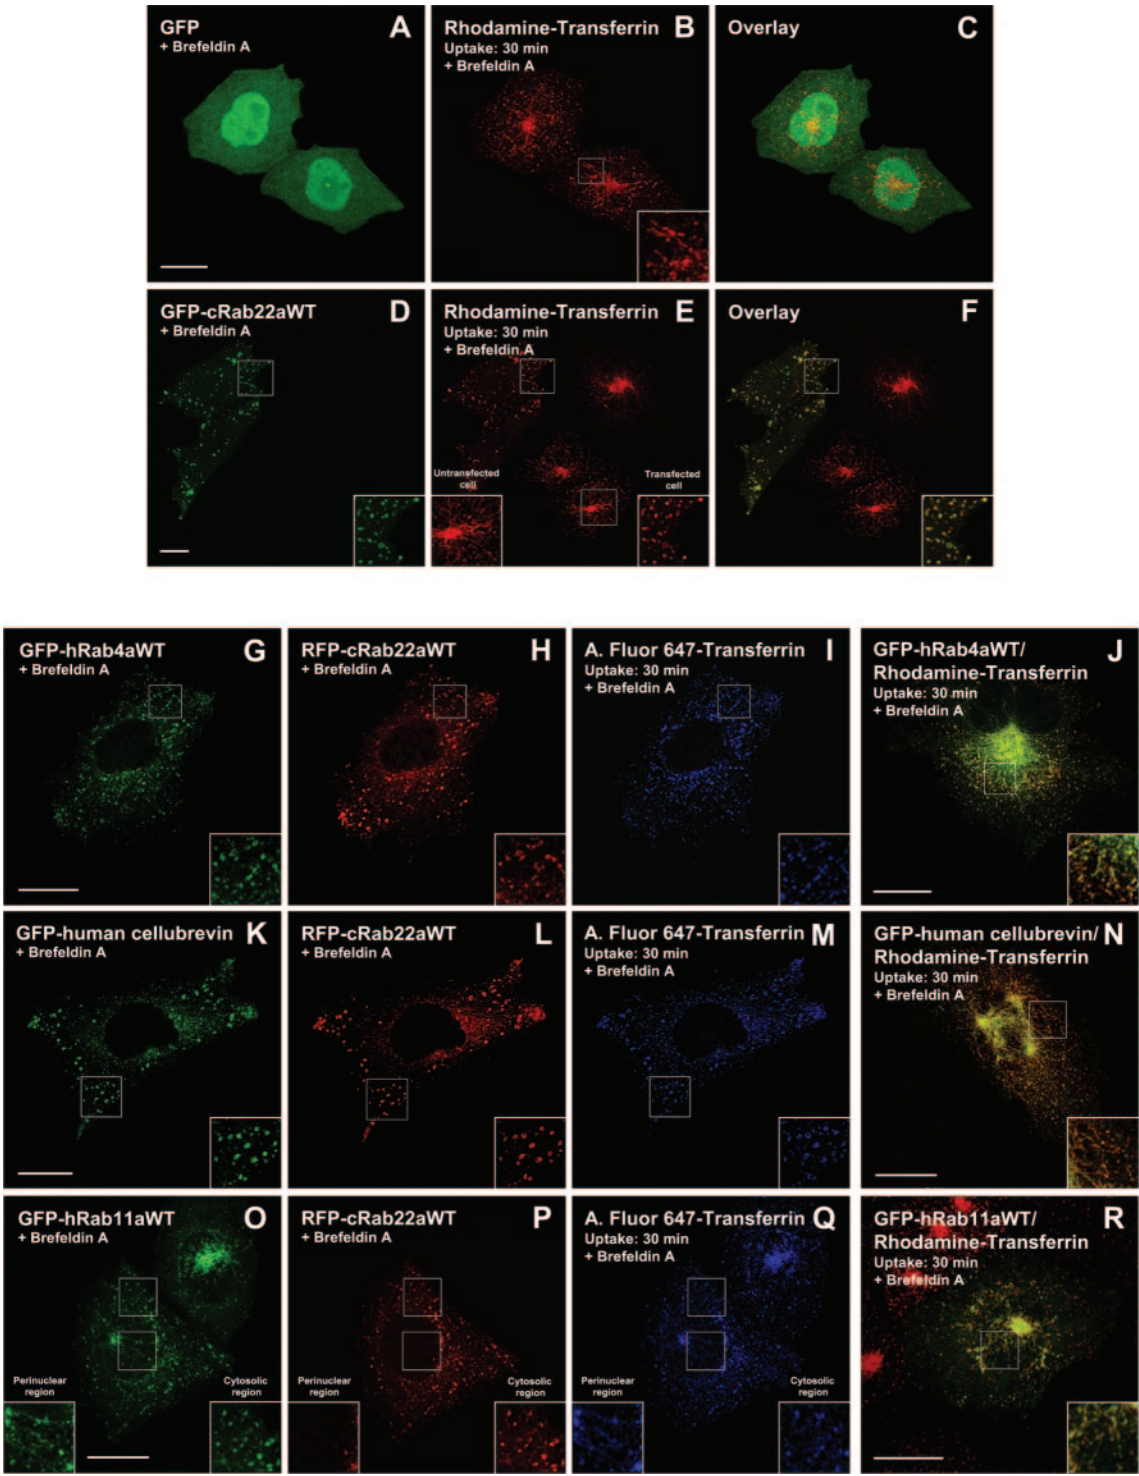 GFP
+ Brefeldin A
A
Rhodamine-Transferrin
Uptake: 30 min
+ Brefeldin A
B
Overlay
C
GFP-cRab22aWT
+ Brefeldin A
D
Rhodamine-Transferrin
Uptake: 30 min
+ Brefeldin A
E
Untransfected
cell
Transfected
cell
Overlay
F
GFP-hRab4aWT
+ Brefeldin A
G
RFP-cRab22aWT
+ Brefeldin A
H
A. Fluor 647-Transferrin
Uptake: 30 min
+ Brefeldin A
I
GFP-hRab4aWT/
Rhodamine-Transferrin
Uptake: 30 min
+ Brefeldin A
J
GFP-human cellubrevin
+ Brefeldin A
K
RFP-cRab22aWT
+ Brefeldin A
L
A. Fluor 647-Transferrin
Uptake: 30 min
+ Brefeldin A
M
GFP-human cellubrevin/
Rhodamine-Transferrin
Uptake: 30 min
+ Brefeldin A
N
GFP-hRab11aWT
+ Brefeldin A
O
Perinuclear
region
Cytosolic
region
RFP-cRab22aWT
+ Brefeldin A
P
Perinuclear
region
Cytosolic
region
A. Fluor 647-Transferrin
Uptake: 30 min
+ Brefeldin A
Q
Perinuclear
region
Cytosolic
region
GFP-hRab11aWT/
Rhodamine-Transferrin
Uptake: 30 min
+ Brefeldin A
R